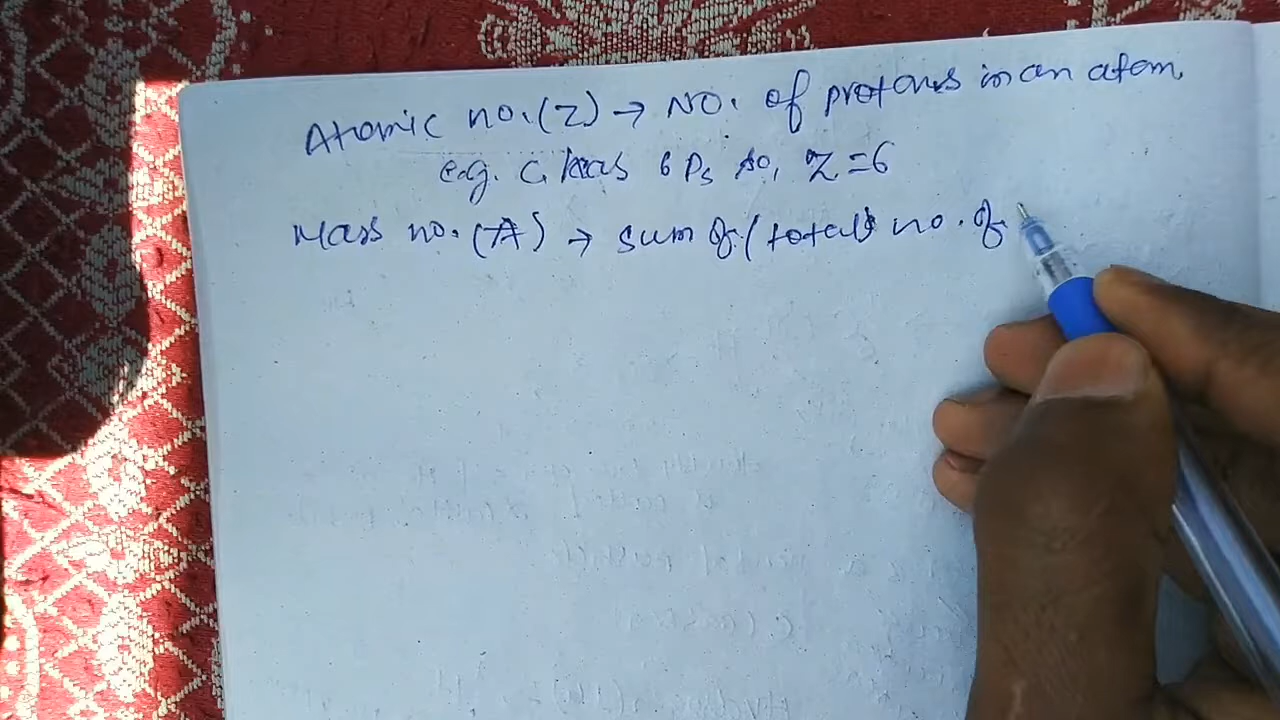 Atomic no.(Z) → NO. of protons in an atom.
e.g. C has 6 Ps so, Z=6
Mass no.(A) → sum of (total) no. of